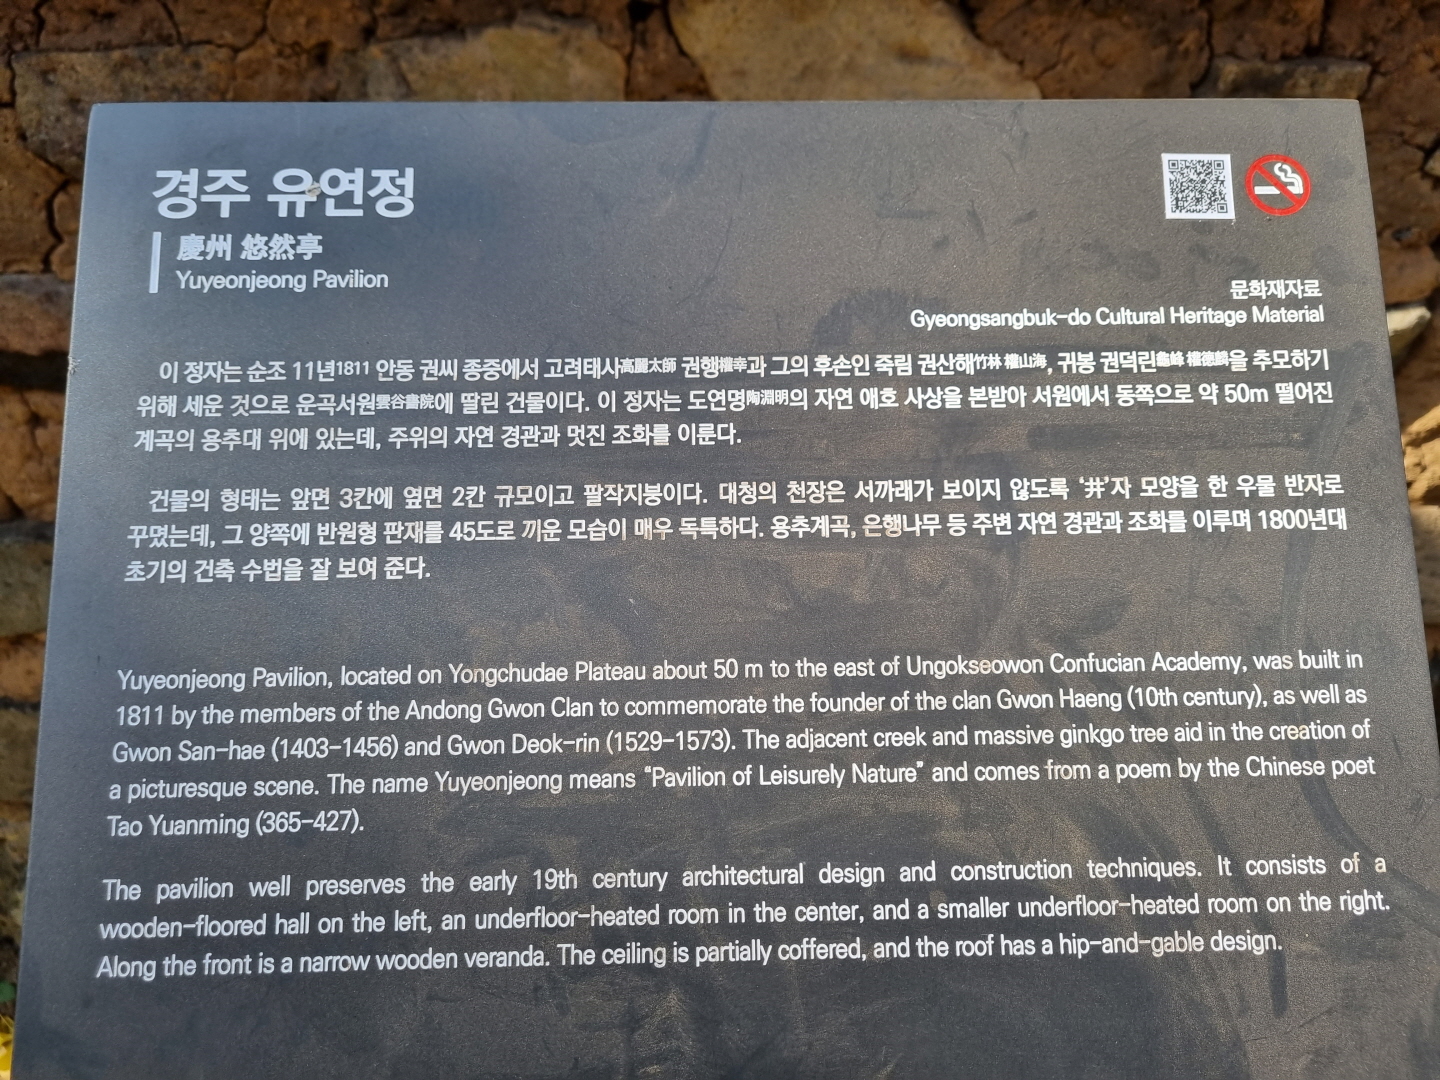 경주 유연정
慶州 悠然亭
Yuyeonjeong Pavilion
문화재자료
Gyeongsangbuk-do Cultural Heritage Material
이 정자는 순조 11년1811 안동 권씨 종중에서 고려태사高麗太師 권행權幸과 그의 후손인 죽림 권산해竹林 權山海, 귀봉 권덕린龜峰 權德麟을 추모하기
위해 세운 것으로 운곡서원雲谷書院에 딸린 건물이다. 이 정자는 도연명陶淵明의 자연 애호 사상을 본받아 서원에서 동쪽으로 약 50m 떨어진
계곡의 용추대 위에 있는데, 주위의 자연 경관과 멋진 조화를 이룬다.
건물의 형태는 앞면 3칸에 옆면 2칸 규모이고 팔작지붕이다. 대청의 천장은 서까래가 보이지 않도록 ‘井’자 모양을 한 우물 반자로
꾸몄는데, 그 양쪽에 반원형 판재를 45도로 끼운 모습이 매우 독특하다. 용추계곡, 은행나무 등 주변 자연 경관과 조화를 이루며 1800년대
초기의 건축 수법을 잘 보여 준다.
Yuyeonjeong Pavilion, located on Yongchudae Plateau about 50 m to the east of Ungokseowon Confucian Academy, was built in
1811 by the members of the Andong Gwon Clan to commemorate the founder of the clan Gwon Haeng (10th century), as well as
Gwon San-hae (1403-1456) and Gwon Deok-rin (1529-1573). The adjacent creek and massive ginkgo tree aid in the creation of
a picturesque scene. The name Yuyeonjeong means “Pavilion of Leisurely Nature” and comes from a poem by the Chinese poet
Tao Yuanming (365-427).
The pavilion well preserves the early 19th century architectural design and construction techniques. It consists of a
wooden-floored hall on the left, an underfloor-heated room in the center, and a smaller underfloor-heated room on the right.
Along the front is a narrow wooden veranda. The ceiling is partially coffered, and the roof has a hip-and-gable design.